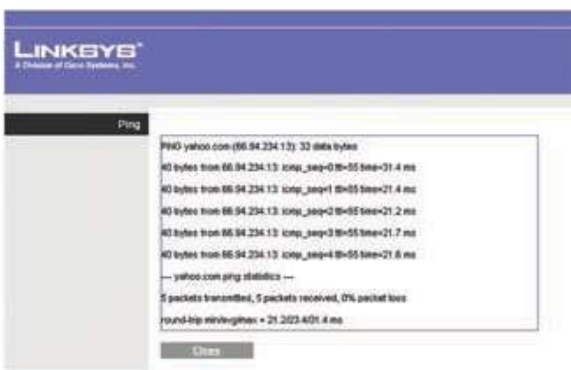 LINKSYS®
A Division of Cisco Systems, Inc.
Ping
PING yahoo.com (66.94.234.13): 32 data bytes
40 bytes from 66.94.234.13: icmp_seq=0 ttl=55 time=31.4 ms
40 bytes from 66.94.234.13: icmp_seq=1 ttl=55 time=21.4 ms
40 bytes from 66.94.234.13: icmp_seq=2 ttl=55 time=21.2 ms
40 bytes from 66.94.234.13: icmp_seq=3 ttl=55 time=21.7 ms
40 bytes from 66.94.234.13: icmp_seq=4 ttl=55 time=21.6 ms
--- yahoo.com ping statistics ---
5 packets transmitted, 5 packets received, 0% packet loss
round-trip min/avg/max = 21.2/23.4/31.4 ms
Close